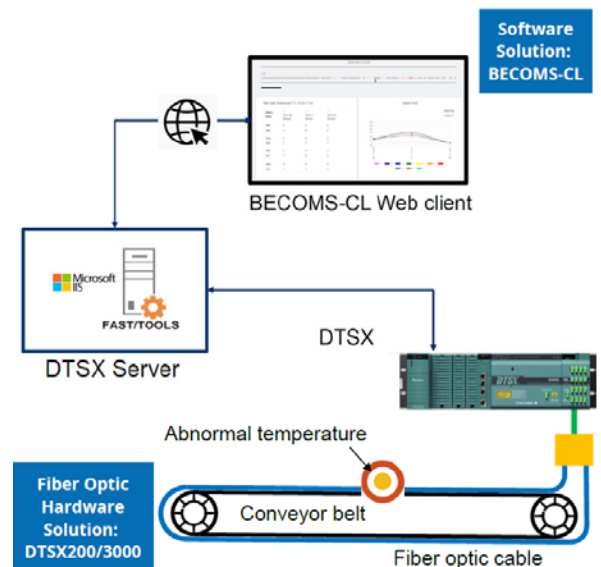 Software
Solution:
BECOMS-CL
BECOMS-CL Web client
Microsoft
IIS
FAST/TOOLS
DTSX Server
DTSX
DTSX
Abnormal temperature
Fiber Optic
Hardware
Solution:
DTSX200/3000
Conveyor belt
Fiber optic cable